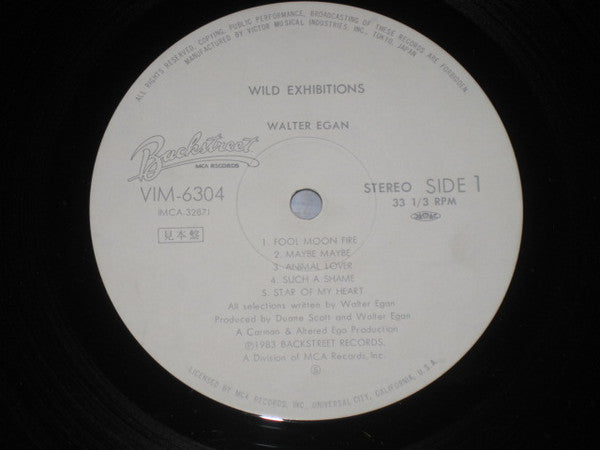 ALL RIGHTS RESERVED, COPYING, PUBLIC PERFORMANCE, BROADCASTING OF THESE RECORDS ARE FORBIDDEN.
MANUFACTURED BY VICTOR MUSICAL INDUSTRIES, INC., TOKYO, JAPAN
WILD EXHIBITIONS
WALTER EGAN
Backstreet
MCA RECORDS
VIM-6304
(MCA 32871
見本盤
STEREO SIDE 1
33 1/3 RPM
1. FOOL MOON FIRE
2. MAYBE MAYBE
3. ANIMAL LOVER
4. SUCH A SHAME
5. STAR OF MY HEART
All selections written by Walter Egan
Produced by Duane Scott and Walter Egan
A Carman & Altered Ego Production
Ⓟ1983 BACKSTREET RECORDS,
A Division of MCA Records, Inc.
Ⓢ
LICENSED BY MCA RECORDS, INC., UNIVERSAL CITY, CALIFORNIA, U.S.A.